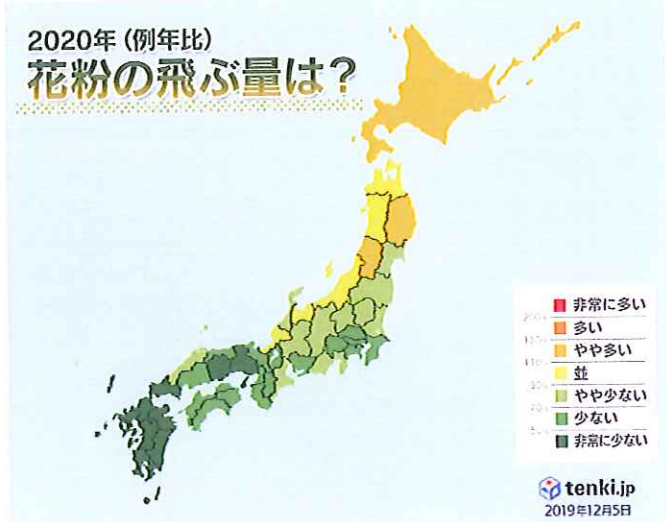 2020年（例年比）
花粉の飛ぶ量は？
非常に多い
多い
やや多い
並
やや少ない
少ない
非常に少ない
tenki.jp
2019年12月5日